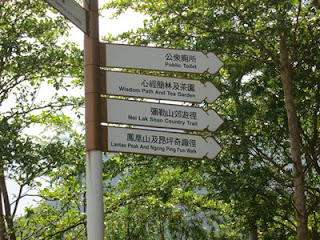 公眾廁所
Public Toilet
心經簡林及茶園
Wisdom Path And Tea Garden
彌勒山郊遊徑
Nei Lak Shan Country Trail
鳳凰山及昂坪奇趣徑
Lantau Peak And Ngong Ping Fun Walk